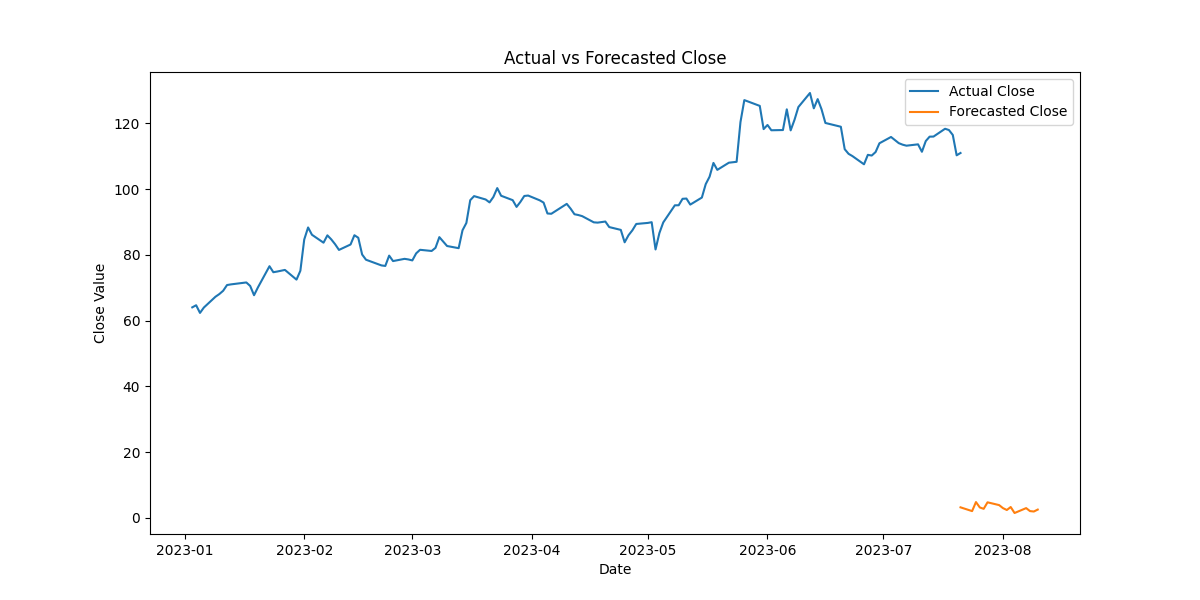 Actual vs Forecasted Close
Actual Close
Forecasted Close
Close Value
120
100
80
60
40
20
0
2023-01 2023-02 2023-03 2023-04 2023-05 2023-06 2023-07 2023-08
Date